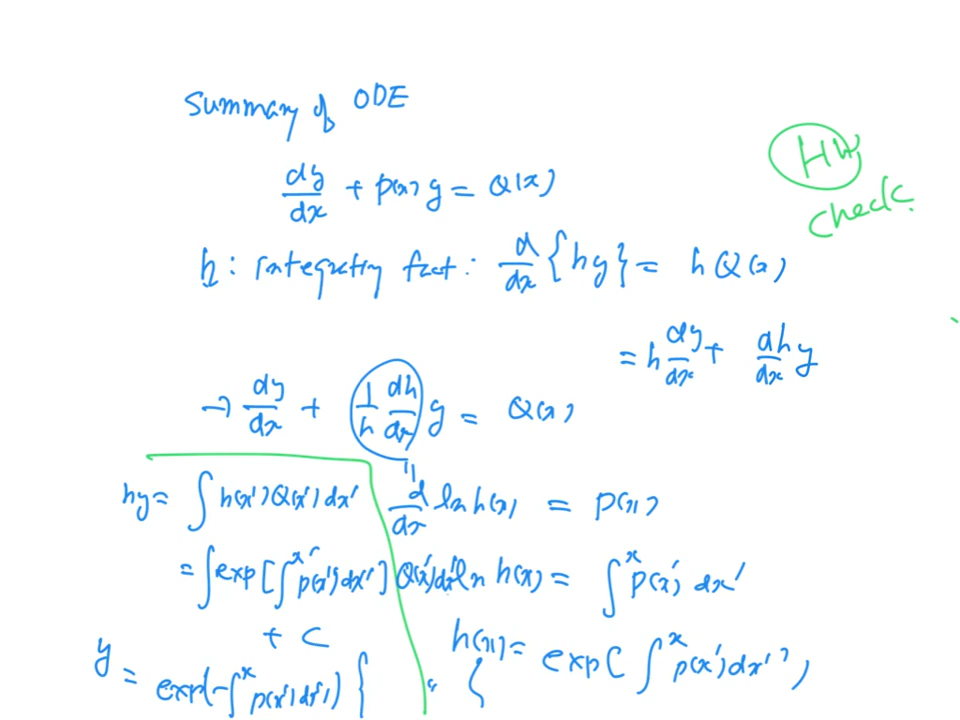 Summary of ODE
dy/dx + p(x) y = Q(x)
HW
check.
h : integrating fact: d/dx {hy} = h Q(x)
= h dy/dx + dh/dx y
→ dy/dx + (1/h dh/dx) y = Q(x)
hy = ∫ h(x')Q(x') dx'
d/dx ln h(x) = p(x)
= ∫ exp[∫^x' p(x'')dx''] Q(x')dx'
+ C
ln h(x) = ∫^x p(x') dx'
h(x) = exp( ∫^x p(x')dx' )
y = exp(-∫^x p(x')dx') { " }